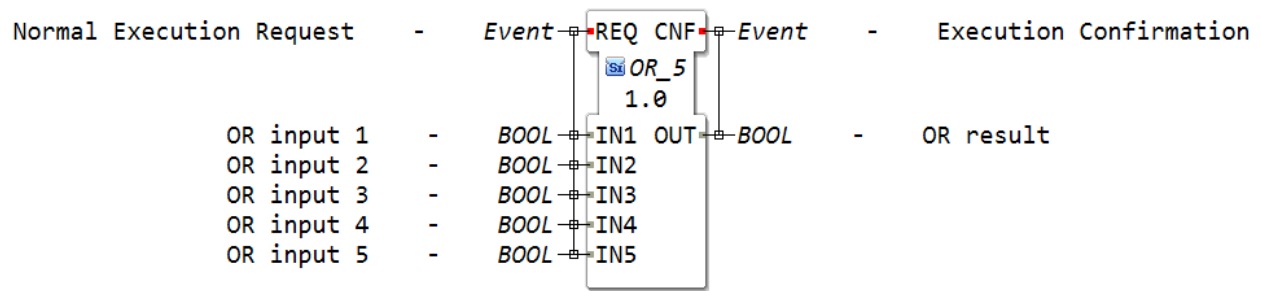 Normal Execution Request - Event REQ CNF Event - Execution Confirmation
Si OR_5
1.0
OR input 1 - BOOL IN1 OUT BOOL - OR result
OR input 2 - BOOL IN2
OR input 3 - BOOL IN3
OR input 4 - BOOL IN4
OR input 5 - BOOL IN5